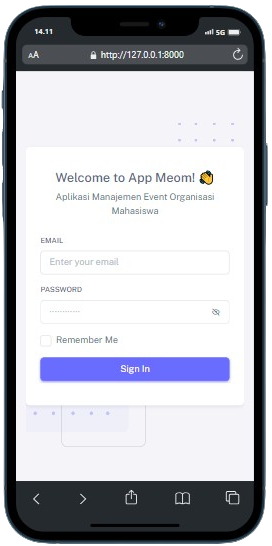 14.11 5G
AA http://127.0.0.1:8000
Welcome to App Meom! 👏
Aplikasi Manajemen Event Organisasi
Mahasiswa
EMAIL
Enter your email
PASSWORD
············
Remember Me
Sign In